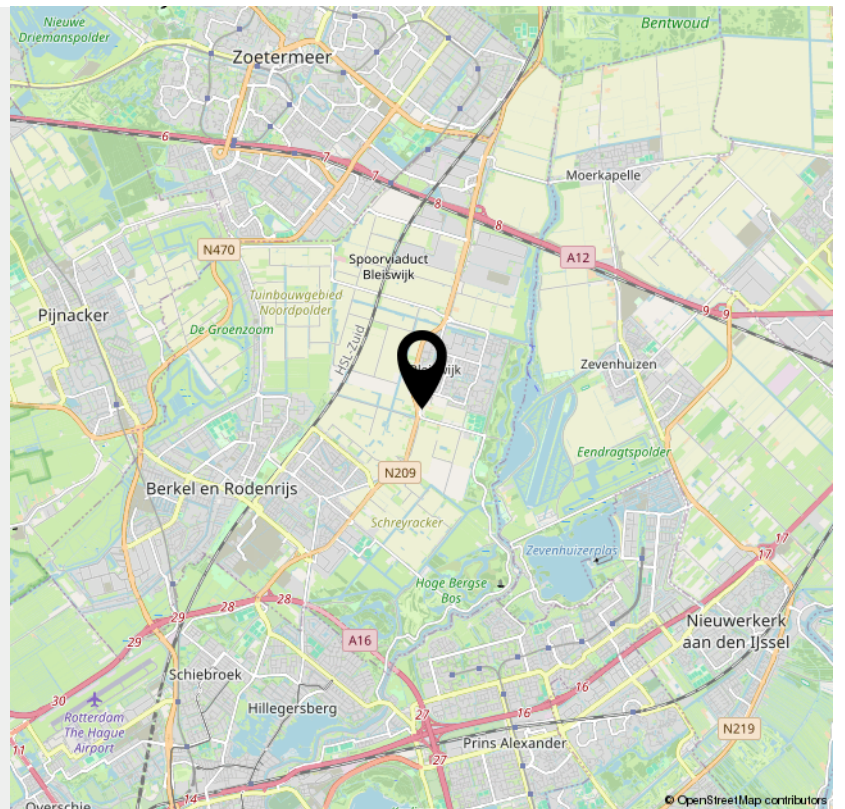 Nieuwe
Driemanspolder
Zoetermeer
Bentwoud
6
7
7
Moerkapelle
8
8
N470
Spoorviaduct
Bleiswijk
A12
Tuinbouwgebied
Noordpolder
Pijnacker
De Groenzoom
9
9
HSL-Zuid
Zevenhuizen
Eendragtspolder
N209
Berkel en Rodenrijs
Schreyracker
17
Zevenhuizerplas
17
Hoge Bergse
Bos
28
28
29
29
A16
Nieuwerkerk
aan den IJssel
Schiebroek
30
16
Rotterdam
The Hague
Airport
Hillegersberg
27
16
N219
11
Prins Alexander
27
14
Overschie
© OpenStreetMap contributors